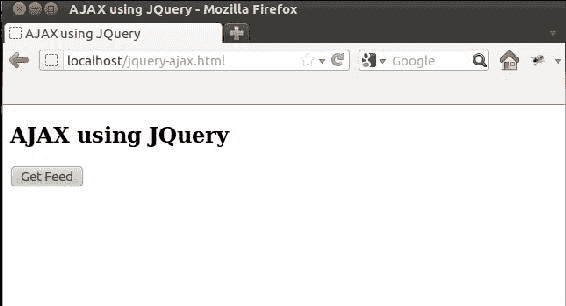 AJAX using JQuery - Mozilla Firefox
AJAX using JQuery
localhost/jquery-ajax.html
Google
AJAX using JQuery
Get Feed